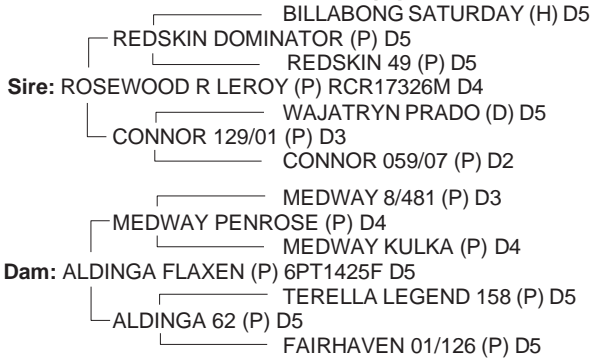 BILLABONG SATURDAY (H) D5
REDSKIN DOMINATOR (P) D5
REDSKIN 49 (P) D5
Sire: ROSEWOOD R LEROY (P) RCR17326M D4
WAJATRYN PRADO (D) D5
CONNOR 129/01 (P) D3
CONNOR 059/07 (P) D2
MEDWAY 8/481 (P) D3
MEDWAY PENROSE (P) D4
MEDWAY KULKA (P) D4
Dam: ALDINGA FLAXEN (P) 6PT1425F D5
TERELLA LEGEND 158 (P) D5
ALDINGA 62 (P) D5
FAIRHAVEN 01/126 (P) D5